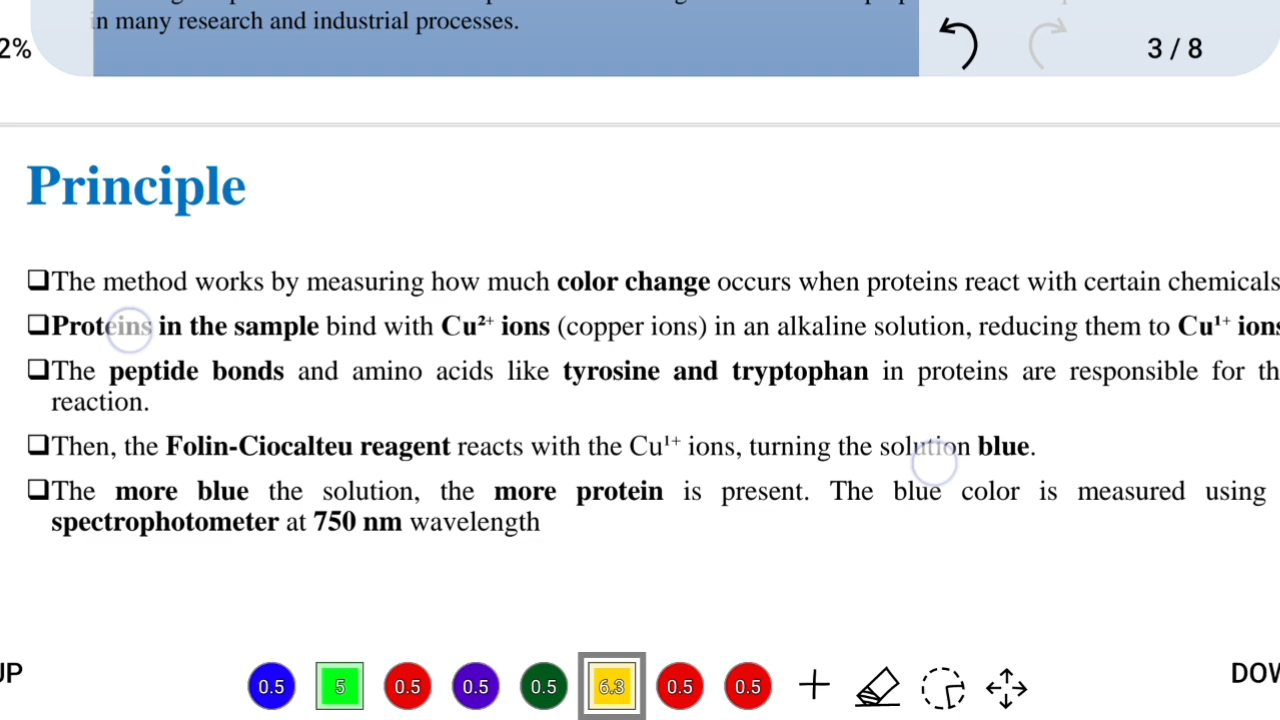 in many research and industrial processes.
2%
3 / 8
Principle
❑The method works by measuring how much color change occurs when proteins react with certain chemicals
❑Proteins in the sample bind with Cu²⁺ ions (copper ions) in an alkaline solution, reducing them to Cu¹⁺ ions
❑The peptide bonds and amino acids like tyrosine and tryptophan in proteins are responsible for th
reaction.
❑Then, the Folin-Ciocalteu reagent reacts with the Cu¹⁺ ions, turning the solution blue.
❑The more blue the solution, the more protein is present. The blue color is measured using
spectrophotometer at 750 nm wavelength
UP
0.5 5 0.5 0.5 0.5 6.3 0.5 0.5
DOW